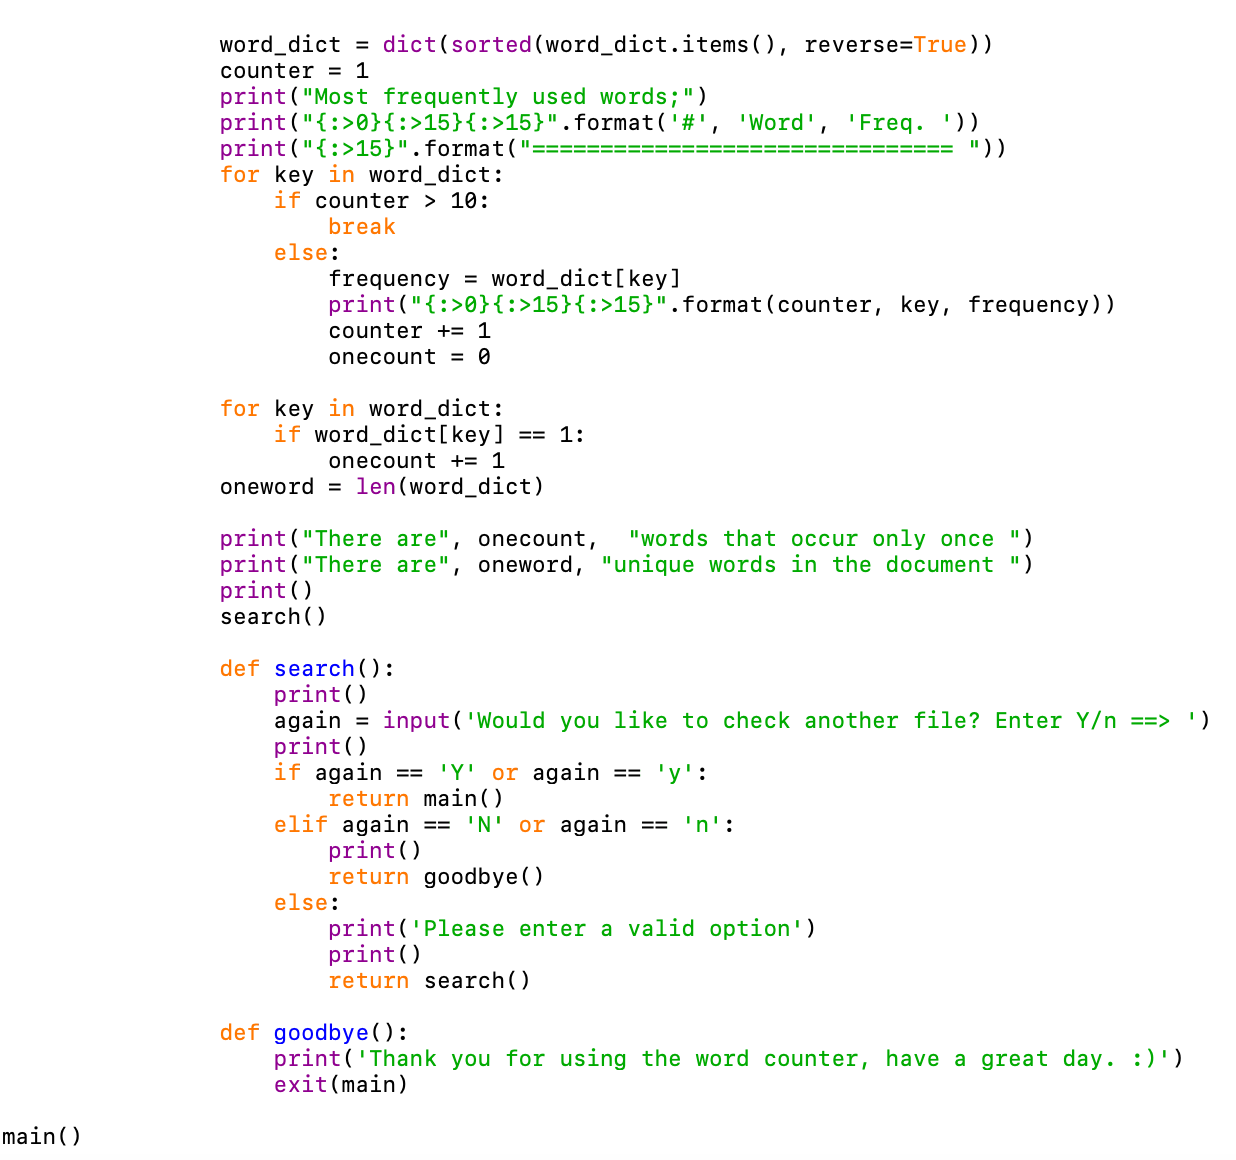 word_dict = dict(sorted(word_dict.items(), reverse=True))
counter = 1
print("Most frequently used words;")
print("{:>0}{:>15}{:>15}".format('#', 'Word', 'Freq. '))
print("{:>15}".format("=============================== "))
for key in word_dict:
if counter > 10:
break
else:
frequency = word_dict[key]
print("{:>0}{:>15}{:>15}".format(counter, key, frequency))
counter += 1
onecount = 0
for key in word_dict:
if word_dict[key] == 1:
onecount += 1
oneword = len(word_dict)
print("There are", onecount,  "words that occur only once ")
print("There are", oneword, "unique words in the document ")
print()
search()
def search():
print()
again = input('Would you like to check another file? Enter Y/n ==> ')
print()
if again == 'Y' or again == 'y':
return main()
elif again == 'N' or again == 'n':
print()
return goodbye()
else:
print('Please enter a valid option')
print()
return search()
def goodbye():
print('Thank you for using the word counter, have a great day. :)')
exit(main)
main()